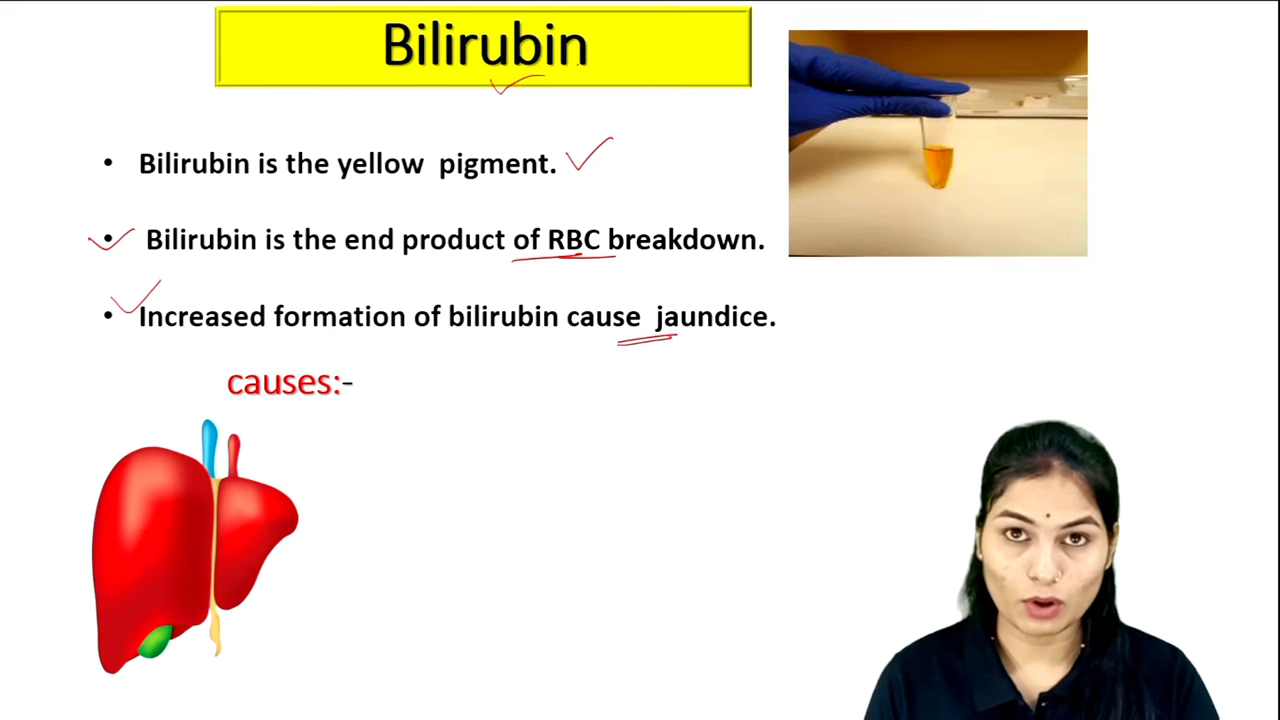 Bilirubin
• Bilirubin is the yellow pigment.
• Bilirubin is the end product of RBC breakdown.
• Increased formation of bilirubin cause jaundice.
causes:-